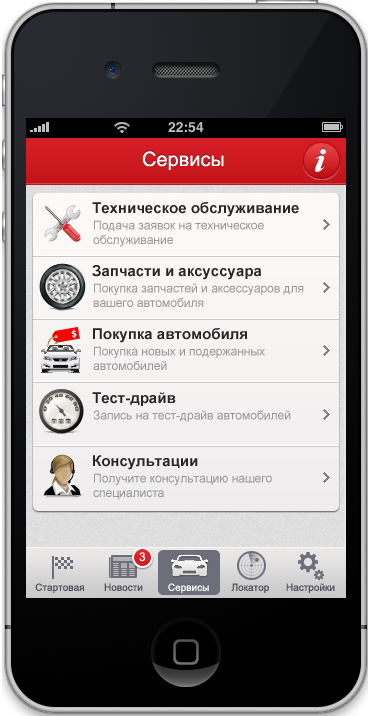 22:54
Сервисы
i
Техническое обслуживание
Подача заявок на техническое
обслуживание
Запчасти и аксуссуара
Покупка запчастей и аксессуаров для
вашего автомобиля
$
Покупка автомобиля
Покупка новых и подержанных
автомобилей
Тест-драйв
Запись на тест-драйв автомобилей
Консультации
Получите консультацию нашего
специалиста
3
Стартовая Новости Сервисы Локатор Настройки